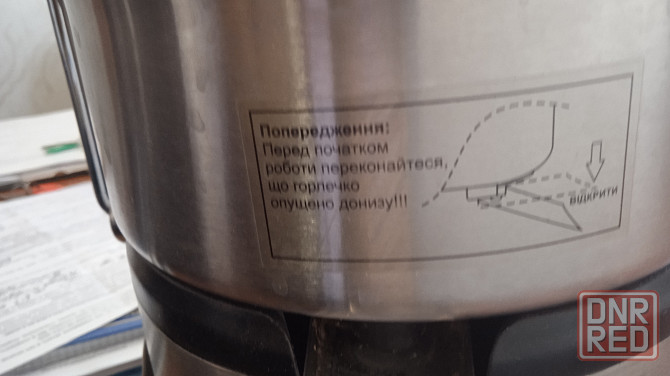 Попередження:
Перед початком
роботи переконайтеся,
що горлечко
опущено донизу!!!
ВІДКРИТИ
DNR
RED